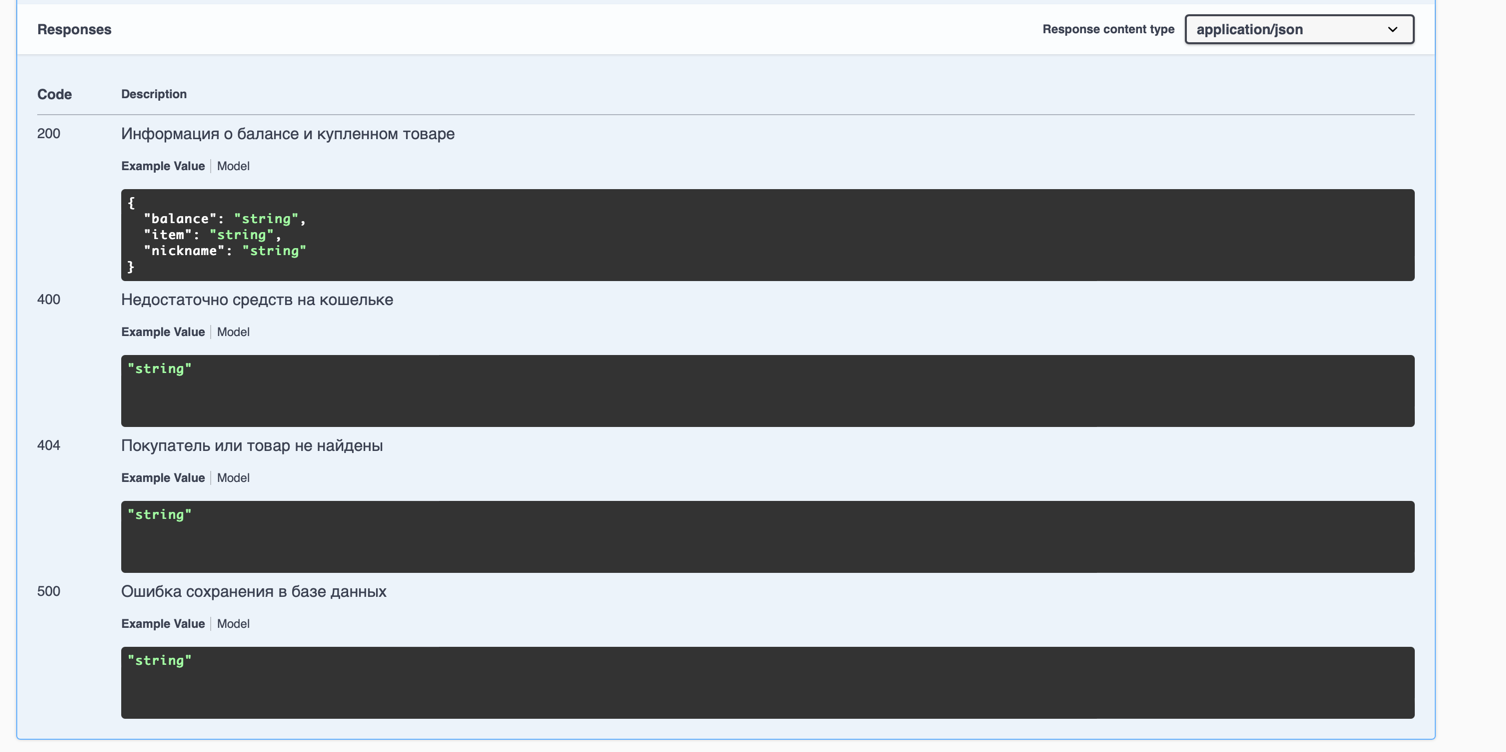 Responses
Response content type
application/json
Code Description
200 Информация о балансе и купленном товаре
Example Value | Model
{
"balance": "string",
"item": "string",
"nickname": "string"
}
400 Недостаточно средств на кошельке
Example Value | Model
"string"
404 Покупатель или товар не найдены
Example Value | Model
"string"
500 Ошибка сохранения в базе данных
Example Value | Model
"string"